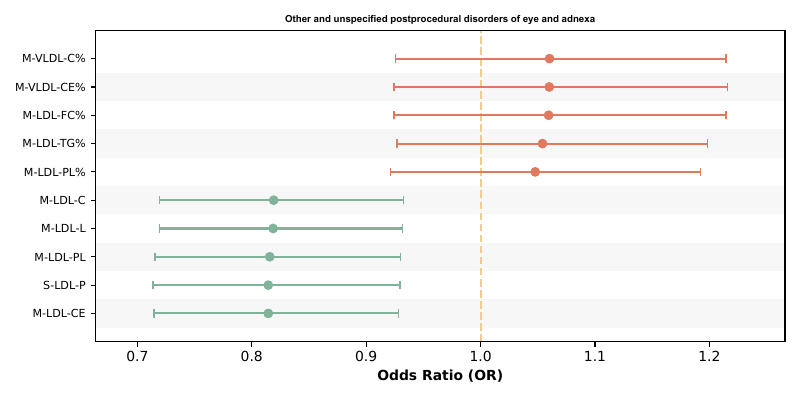 Other and unspecified postprocedural disorders of eye and adnexa
M-VLDL-C%
M-VLDL-CE%
M-LDL-FC%
M-LDL-TG%
M-LDL-PL%
M-LDL-C
M-LDL-L
M-LDL-PL
S-LDL-P
M-LDL-CE
0.7 0.8 0.9 1.0 1.1 1.2
Odds Ratio (OR)